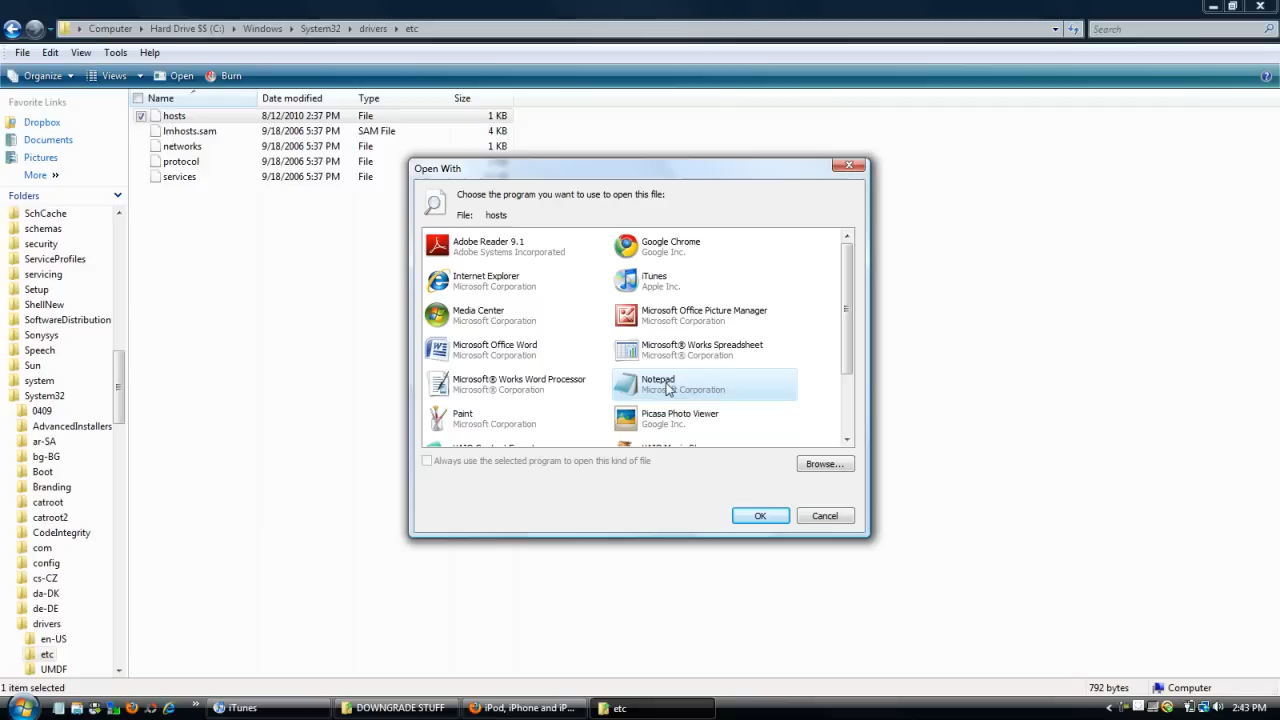 Computer Hard Drive $$ (C:) Windows System32 drivers etc
Search
File Edit View Tools Help
Organize Views Open Burn
Favorite Links
Dropbox
Documents
Pictures
More »
Folders
SchCache
schemas
security
ServiceProfiles
servicing
Setup
ShellNew
SoftwareDistribution
Sonysys
Speech
Sun
system
System32
0409
AdvancedInstallers
ar-SA
bg-BG
Boot
Branding
catroot
catroot2
CodeIntegrity
com
config
cs-CZ
da-DK
de-DE
drivers
en-US
etc
UMDF
Name Date modified Type Size
hosts 8/12/2010 2:37 PM File 1 KB
lmhosts.sam 9/18/2006 5:37 PM SAM File 4 KB
networks 9/18/2006 5:37 PM File
protocol 9/18/2006 5:37 PM File
services 9/18/2006 5:37 PM File
Open With
Choose the program you want to use to open this file:
File: hosts
Adobe Reader 9.1
Adobe Systems Incorporated
Google Chrome
Google Inc.
Internet Explorer
Microsoft Corporation
iTunes
Apple Inc.
Media Center
Microsoft Corporation
Microsoft Office Picture Manager
Microsoft Corporation
Microsoft Office Word
Microsoft Corporation
Microsoft® Works Spreadsheet
Microsoft® Corporation
Microsoft® Works Word Processor
Microsoft® Corporation
Notepad
Microsoft Corporation
Paint
Microsoft Corporation
Picasa Photo Viewer
Google Inc.
Always use the selected program to open this kind of file
Browse...
OK Cancel
1 item selected 792 bytes Computer
iTunes DOWNGRADE STUFF iPod, iPhone and iP... etc 2:43 PM